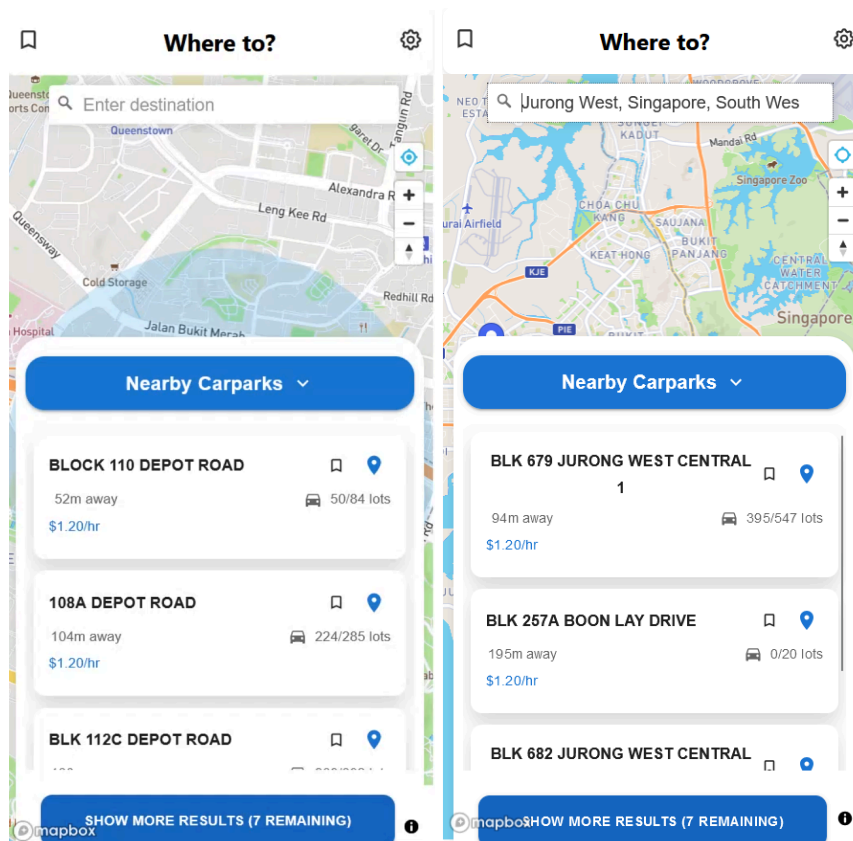 Where to?
Enter destination
Queenstown
Alexandra R
Leng Kee Rd
Queensway
Cold Storage
Redhill Rd
Hospital
Jalan Bukit Merah
Nearby Carparks
BLOCK 110 DEPOT ROAD
52m away
50/84 lots
$1.20/hr
108A DEPOT ROAD
104m away
224/285 lots
$1.20/hr
BLK 112C DEPOT ROAD
SHOW MORE RESULTS (7 REMAINING)
mapbox
Where to?
Jurong West, Singapore, South Wes
KADUT
Mandai Rd
Singapore Zoo
CHOA CHU
KANG
SAUJANA
urai Airfield
KEAT HONG
BUKIT
PANJANG
CENTRAL
WATER
CATCHMENT
KJE
Singapore
PIE
Nearby Carparks
BLK 679 JURONG WEST CENTRAL
1
94m away
395/547 lots
$1.20/hr
BLK 257A BOON LAY DRIVE
195m away
0/20 lots
$1.20/hr
BLK 682 JURONG WEST CENTRAL
SHOW MORE RESULTS (7 REMAINING)
mapbox